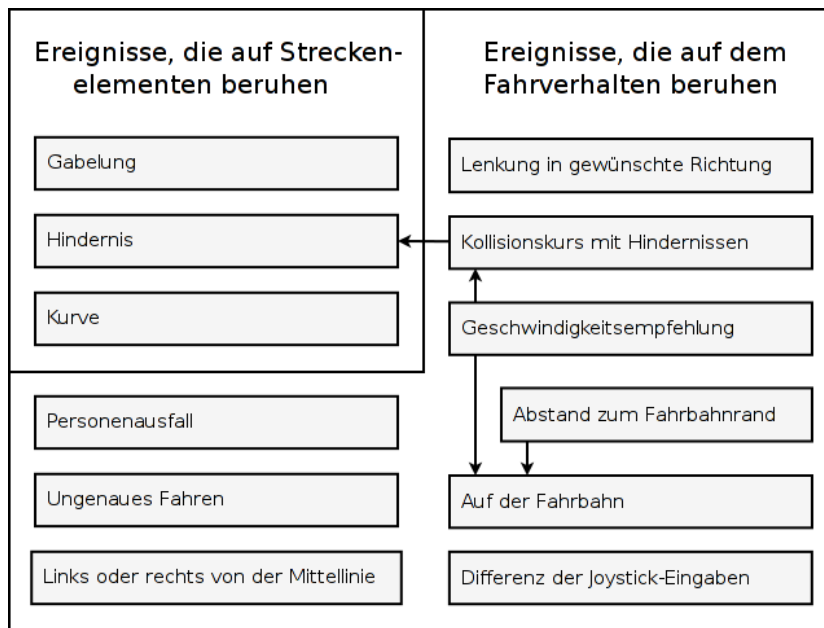 Ereignisse, die auf Strecken-
elementen beruhen
Gabelung
Hindernis
Kurve
Ereignisse, die auf dem
Fahrverhalten beruhen
Lenkung in gewünschte Richtung
Kollisionskurs mit Hindernissen
Geschwindigkeitsempfehlung
Abstand zum Fahrbahnrand
Auf der Fahrbahn
Differenz der Joystick-Eingaben
Personenausfall
Ungenaues Fahren
Links oder rechts von der Mittellinie